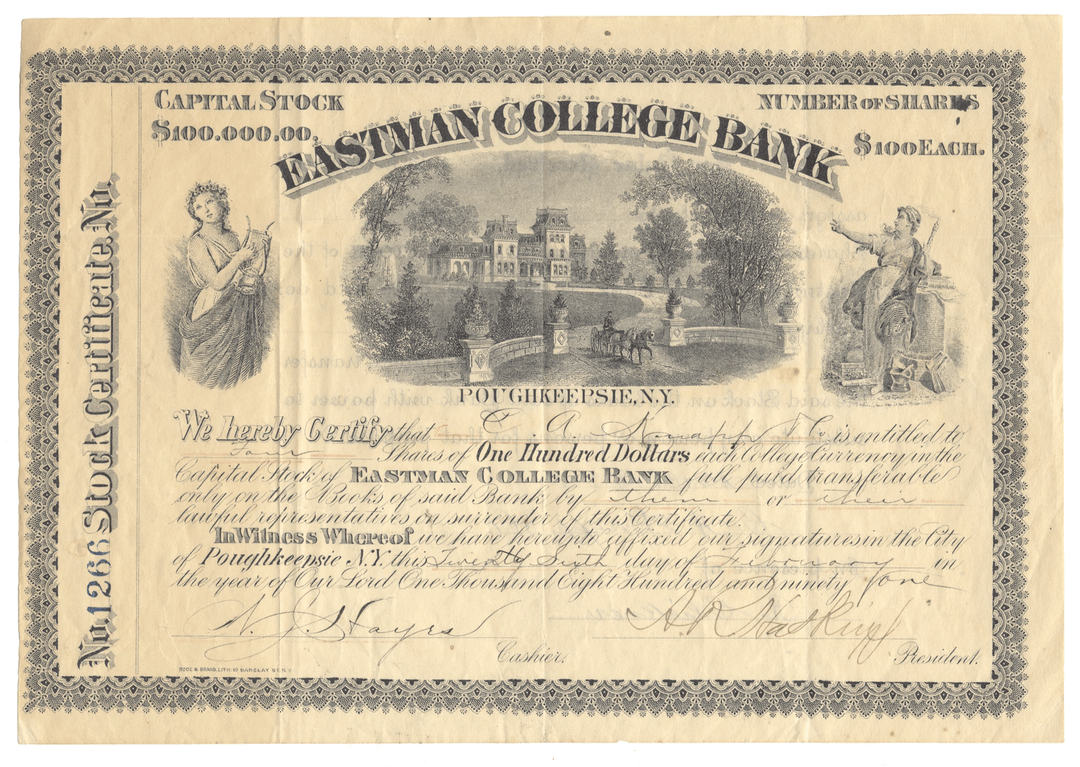 CAPITAL STOCK
$100.000.00.
NUMBER OF SHARES
$100 EACH.
EASTMAN COLLEGE BANK
No. 1266 Stock Certificate. No.
POUGHKEEPSIE, N.Y.
We hereby Certify that C. A. Knapp & Co is entitled to
Four Shares of One Hundred Dollars each College Currency in the
Capital Stock of EASTMAN COLLEGE BANK full paid transferable
only on the Books of said Bank by them or their
lawful representatives on surrender of this Certificate.
In Witness Whereof we have hereunto affixed our signatures in the City
of Poughkeepsie N.Y. this Twenty Sixth day of February in
the year of Our Lord One Thousand Eight Hundred and ninety one
N. J. Hayes
Cashier.
President.
LITH. 10 BARCLAY ST. N.Y.